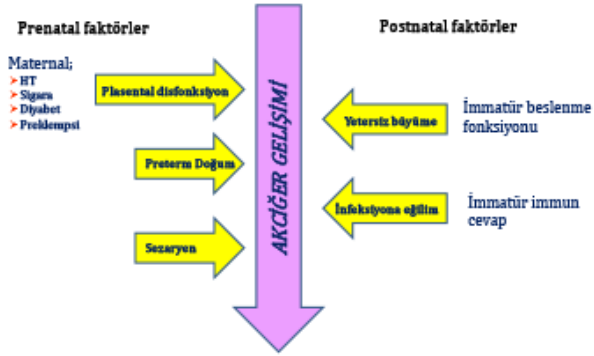 Prenatal faktörler
Postnatal faktörler
Maternal;
HT
Sigara
Diyabet
Preklempsi
Plasental disfonksiyon
Preterm Doğum
Sezaryen
AKCİĞER GELİŞİMİ
Yetersiz büyüme
İmmatür beslenme
fonksiyonu
İnfeksiyona eğilim
İmmatür immun
cevap